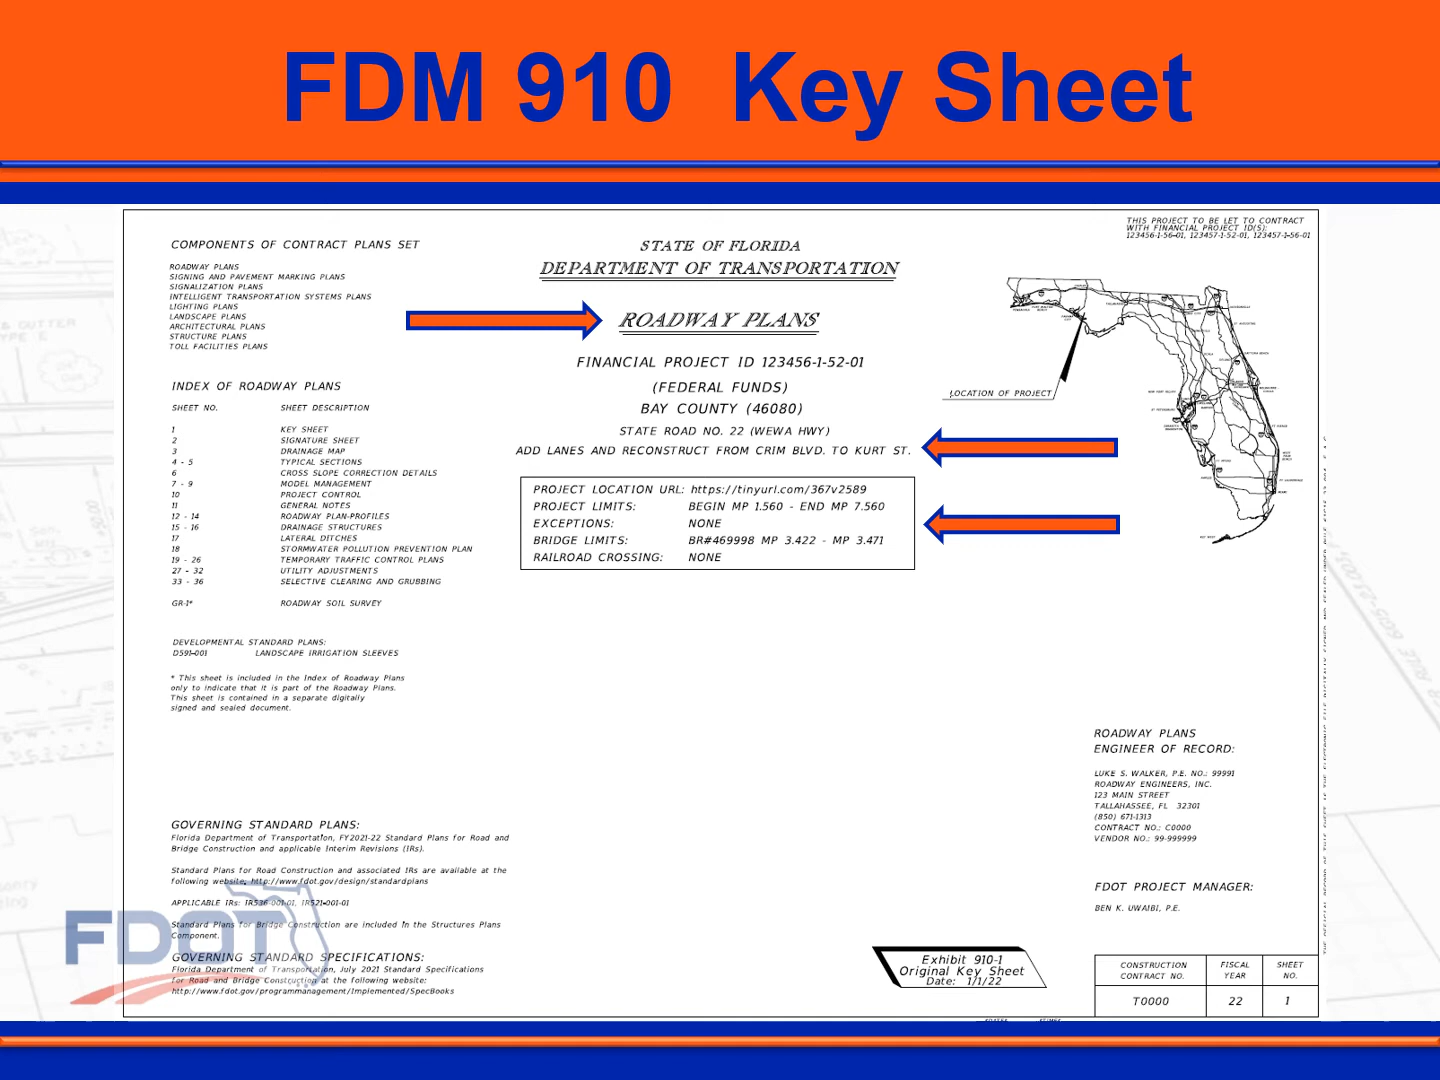 FDM 910 Key Sheet
THIS PROJECT TO BE LET TO CONTRACT
WITH FINANCIAL PROJECT ID(S):
123456-1-56-01, 123457-1-52-01, 123457-1-56-01
COMPONENTS OF CONTRACT PLANS SET
ROADWAY PLANS
SIGNING AND PAVEMENT MARKING PLANS
SIGNALIZATION PLANS
INTELLIGENT TRANSPORTATION SYSTEMS PLANS
LIGHTING PLANS
LANDSCAPE PLANS
ARCHITECTURAL PLANS
STRUCTURE PLANS
TOLL FACILITIES PLANS
INDEX OF ROADWAY PLANS
SHEET NO. SHEET DESCRIPTION
1 KEY SHEET
2 SIGNATURE SHEET
3 DRAINAGE MAP
4 - 5 TYPICAL SECTIONS
6 CROSS SLOPE CORRECTION DETAILS
7 - 9 MODEL MANAGEMENT
10 PROJECT CONTROL
11 GENERAL NOTES
12 - 14 ROADWAY PLAN-PROFILES
15 - 16 DRAINAGE STRUCTURES
17 LATERAL DITCHES
18 STORMWATER POLLUTION PREVENTION PLAN
19 - 26 TEMPORARY TRAFFIC CONTROL PLANS
27 - 32 UTILITY ADJUSTMENTS
33 - 36 SELECTIVE CLEARING AND GRUBBING
GR-1* ROADWAY SOIL SURVEY
DEVELOPMENTAL STANDARD PLANS:
D591-001 LANDSCAPE IRRIGATION SLEEVES
* This sheet is included in the Index of Roadway Plans
only to indicate that it is part of the Roadway Plans.
This sheet is contained in a separate digitally
signed and sealed document.
GOVERNING STANDARD PLANS:
Florida Department of Transportation, FY2021-22 Standard Plans for Road and
Bridge Construction and applicable Interim Revisions (IRs).
Standard Plans for Road Construction and associated IRs are available at the
following website: http://www.fdot.gov/design/standardplans
APPLICABLE IRs: IR536-001-01, IR521-001-01
Standard Plans for Bridge Construction are included in the Structures Plans
Component.
GOVERNING STANDARD SPECIFICATIONS:
Florida Department of Transportation, July 2021 Standard Specifications
for Road and Bridge Construction at the following website:
http://www.fdot.gov/programmanagement/Implemented/SpecBooks
FDOT
STATE OF FLORIDA
DEPARTMENT OF TRANSPORTATION
ROADWAY PLANS
FINANCIAL PROJECT ID 123456-1-52-01
(FEDERAL FUNDS)
BAY COUNTY (46080)
STATE ROAD NO. 22 (WEWA HWY)
ADD LANES AND RECONSTRUCT FROM CRIM BLVD. TO KURT ST.
PROJECT LOCATION URL: https://tinyurl.com/367v2589
PROJECT LIMITS: BEGIN MP 1.560 - END MP 7.560
EXCEPTIONS: NONE
BRIDGE LIMITS: BR#469998 MP 3.422 - MP 3.471
RAILROAD CROSSING: NONE
LOCATION OF PROJECT
ROADWAY PLANS
ENGINEER OF RECORD:
LUKE S. WALKER, P.E. NO.: 99991
ROADWAY ENGINEERS, INC.
123 MAIN STREET
TALLAHASSEE, FL 32301
(850) 671-1313
CONTRACT NO.: C0000
VENDOR NO.: 99-999999
FDOT PROJECT MANAGER:
BEN K. UWAIBI, P.E.
Exhibit 910-1
Original Key Sheet
Date: 1/1/22
CONSTRUCTION CONTRACT NO. FISCAL YEAR SHEET NO.
T0000 22 1